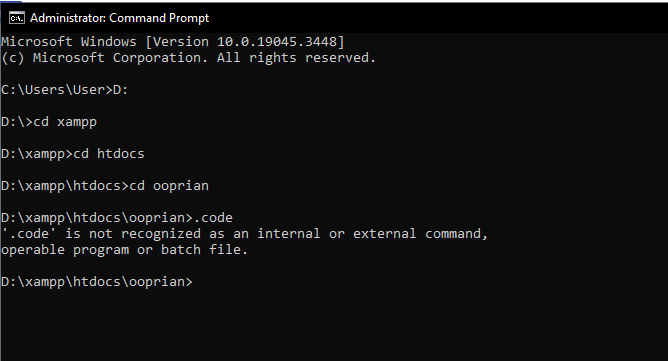 Administrator: Command Prompt
Microsoft Windows [Version 10.0.19045.3448]
(c) Microsoft Corporation. All rights reserved.
C:\Users\User>D:
D:\>cd xampp
D:\xampp>cd htdocs
D:\xampp\htdocs>cd ooprian
D:\xampp\htdocs\ooprian>.code
'.code' is not recognized as an internal or external command,
operable program or batch file.
D:\xampp\htdocs\ooprian>